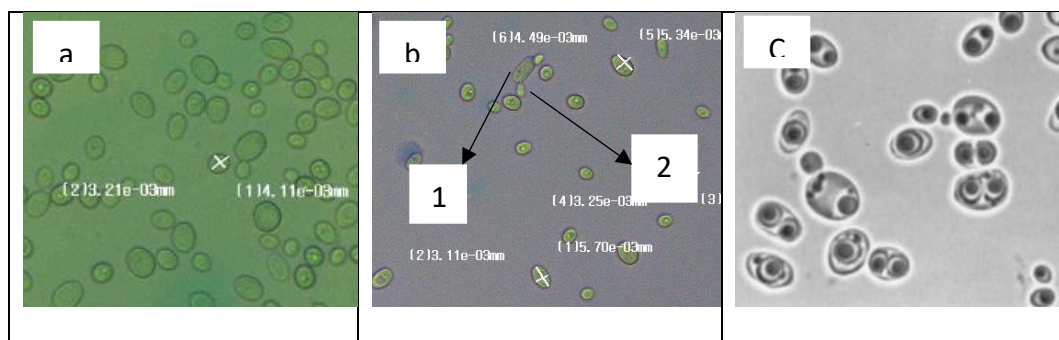 a
(2)3.21e-03mm
(1)4.11e-03mm
b
(6)4.49e-03mm
(5)5.34e-03m
1
2
(4)3.25e-03mm
(3)
(2)3.11e-03mm
(1)5.70e-03mm
C